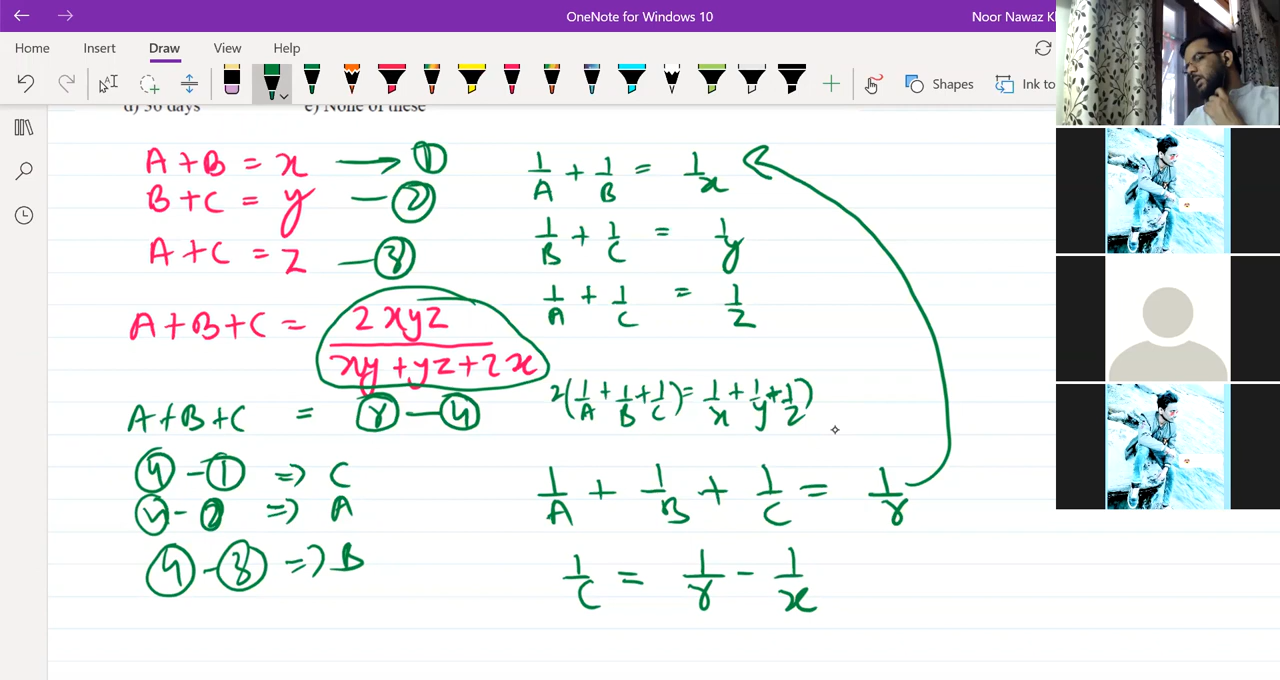 OneNote for Windows 10
Noor Nawaz Kh
Home Insert Draw View Help
Shapes
Ink to
d) 36 days e) None of these
A + B = x → ①
B + C = y — ②
A + C = z — ③
A + B + C = 2xyz / xy + yz + zx
A + B + C = r — ④
④ - ① => C
④ - ② => A
④ - ③ => B
1/A + 1/B = 1/x
1/B + 1/C = 1/y
1/A + 1/C = 1/z
2(1/A + 1/B + 1/C) = 1/x + 1/y + 1/z)
1/A + 1/B + 1/C = 1/r
1/C = 1/r - 1/x